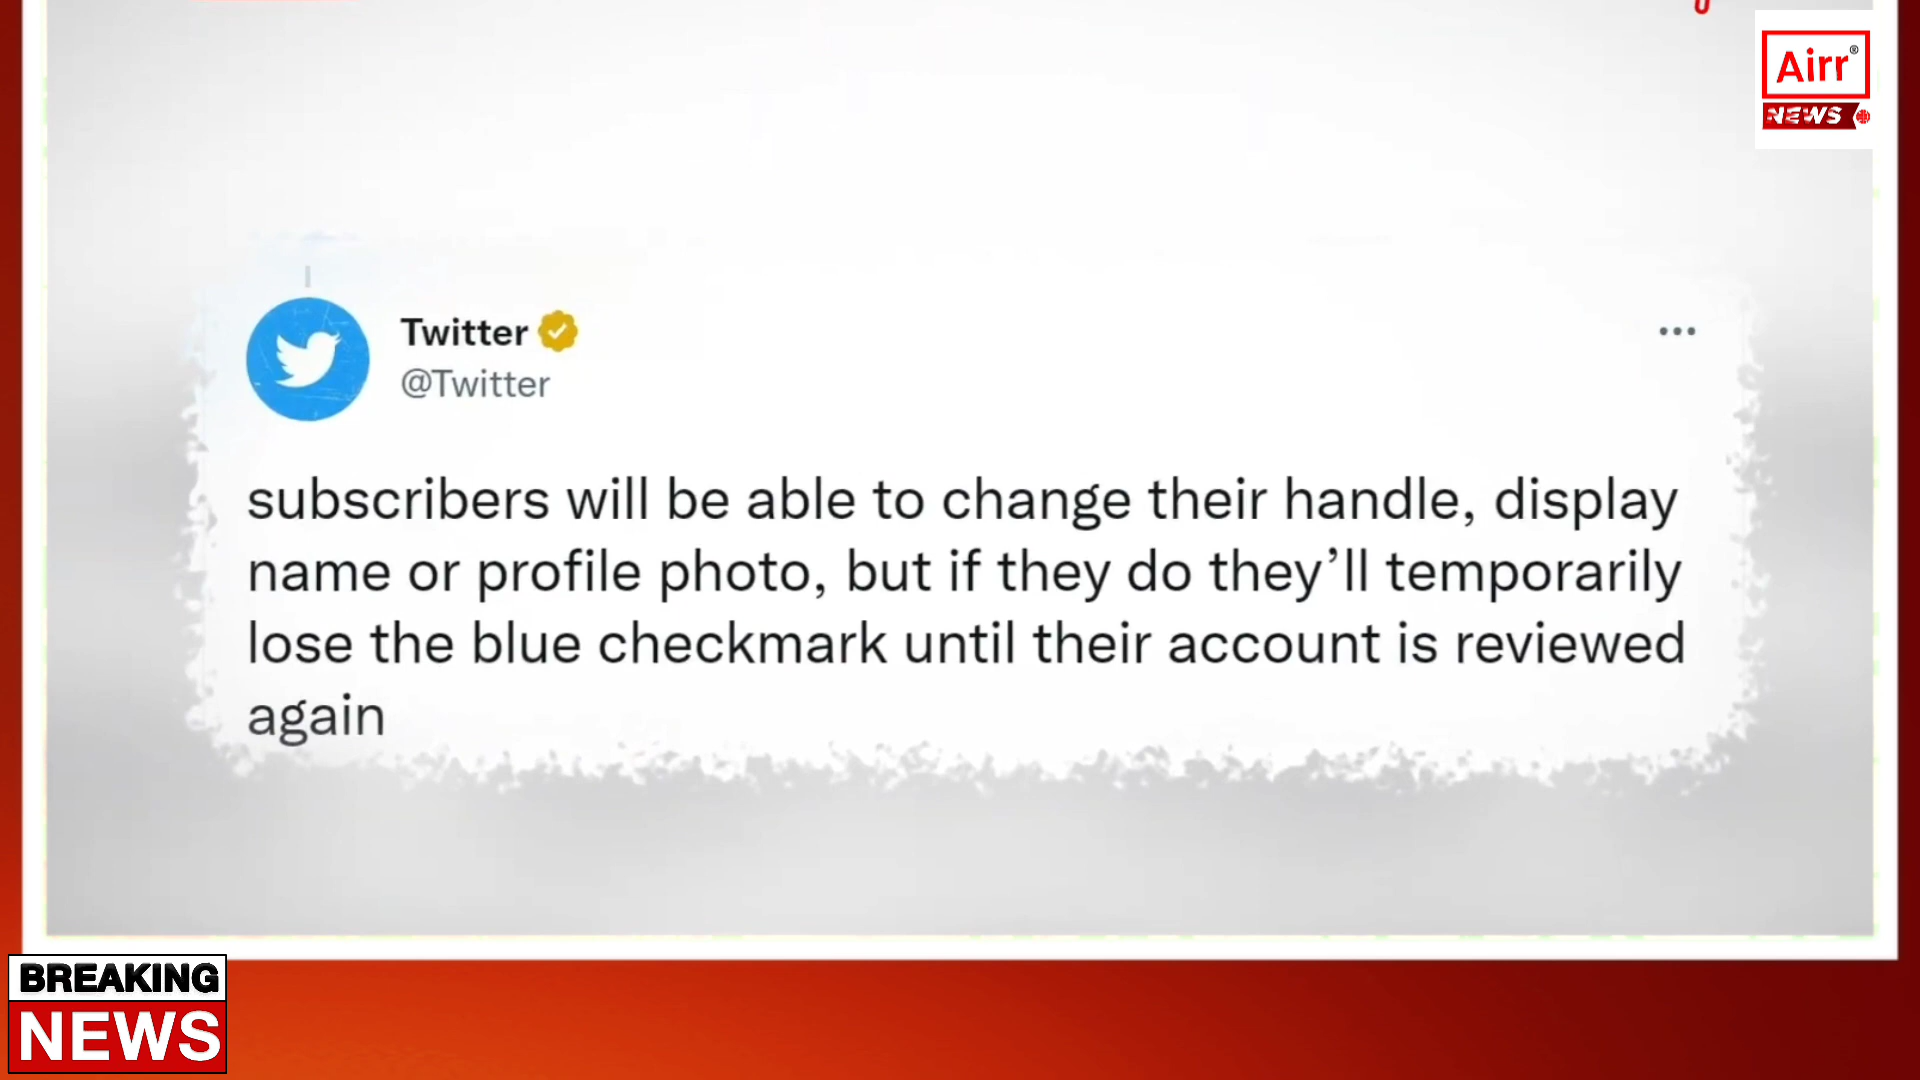 Airr®
NEWS
Twitter
@Twitter
...
subscribers will be able to change their handle, display
name or profile photo, but if they do they’ll temporarily
lose the blue checkmark until their account is reviewed
again
BREAKING
NEWS